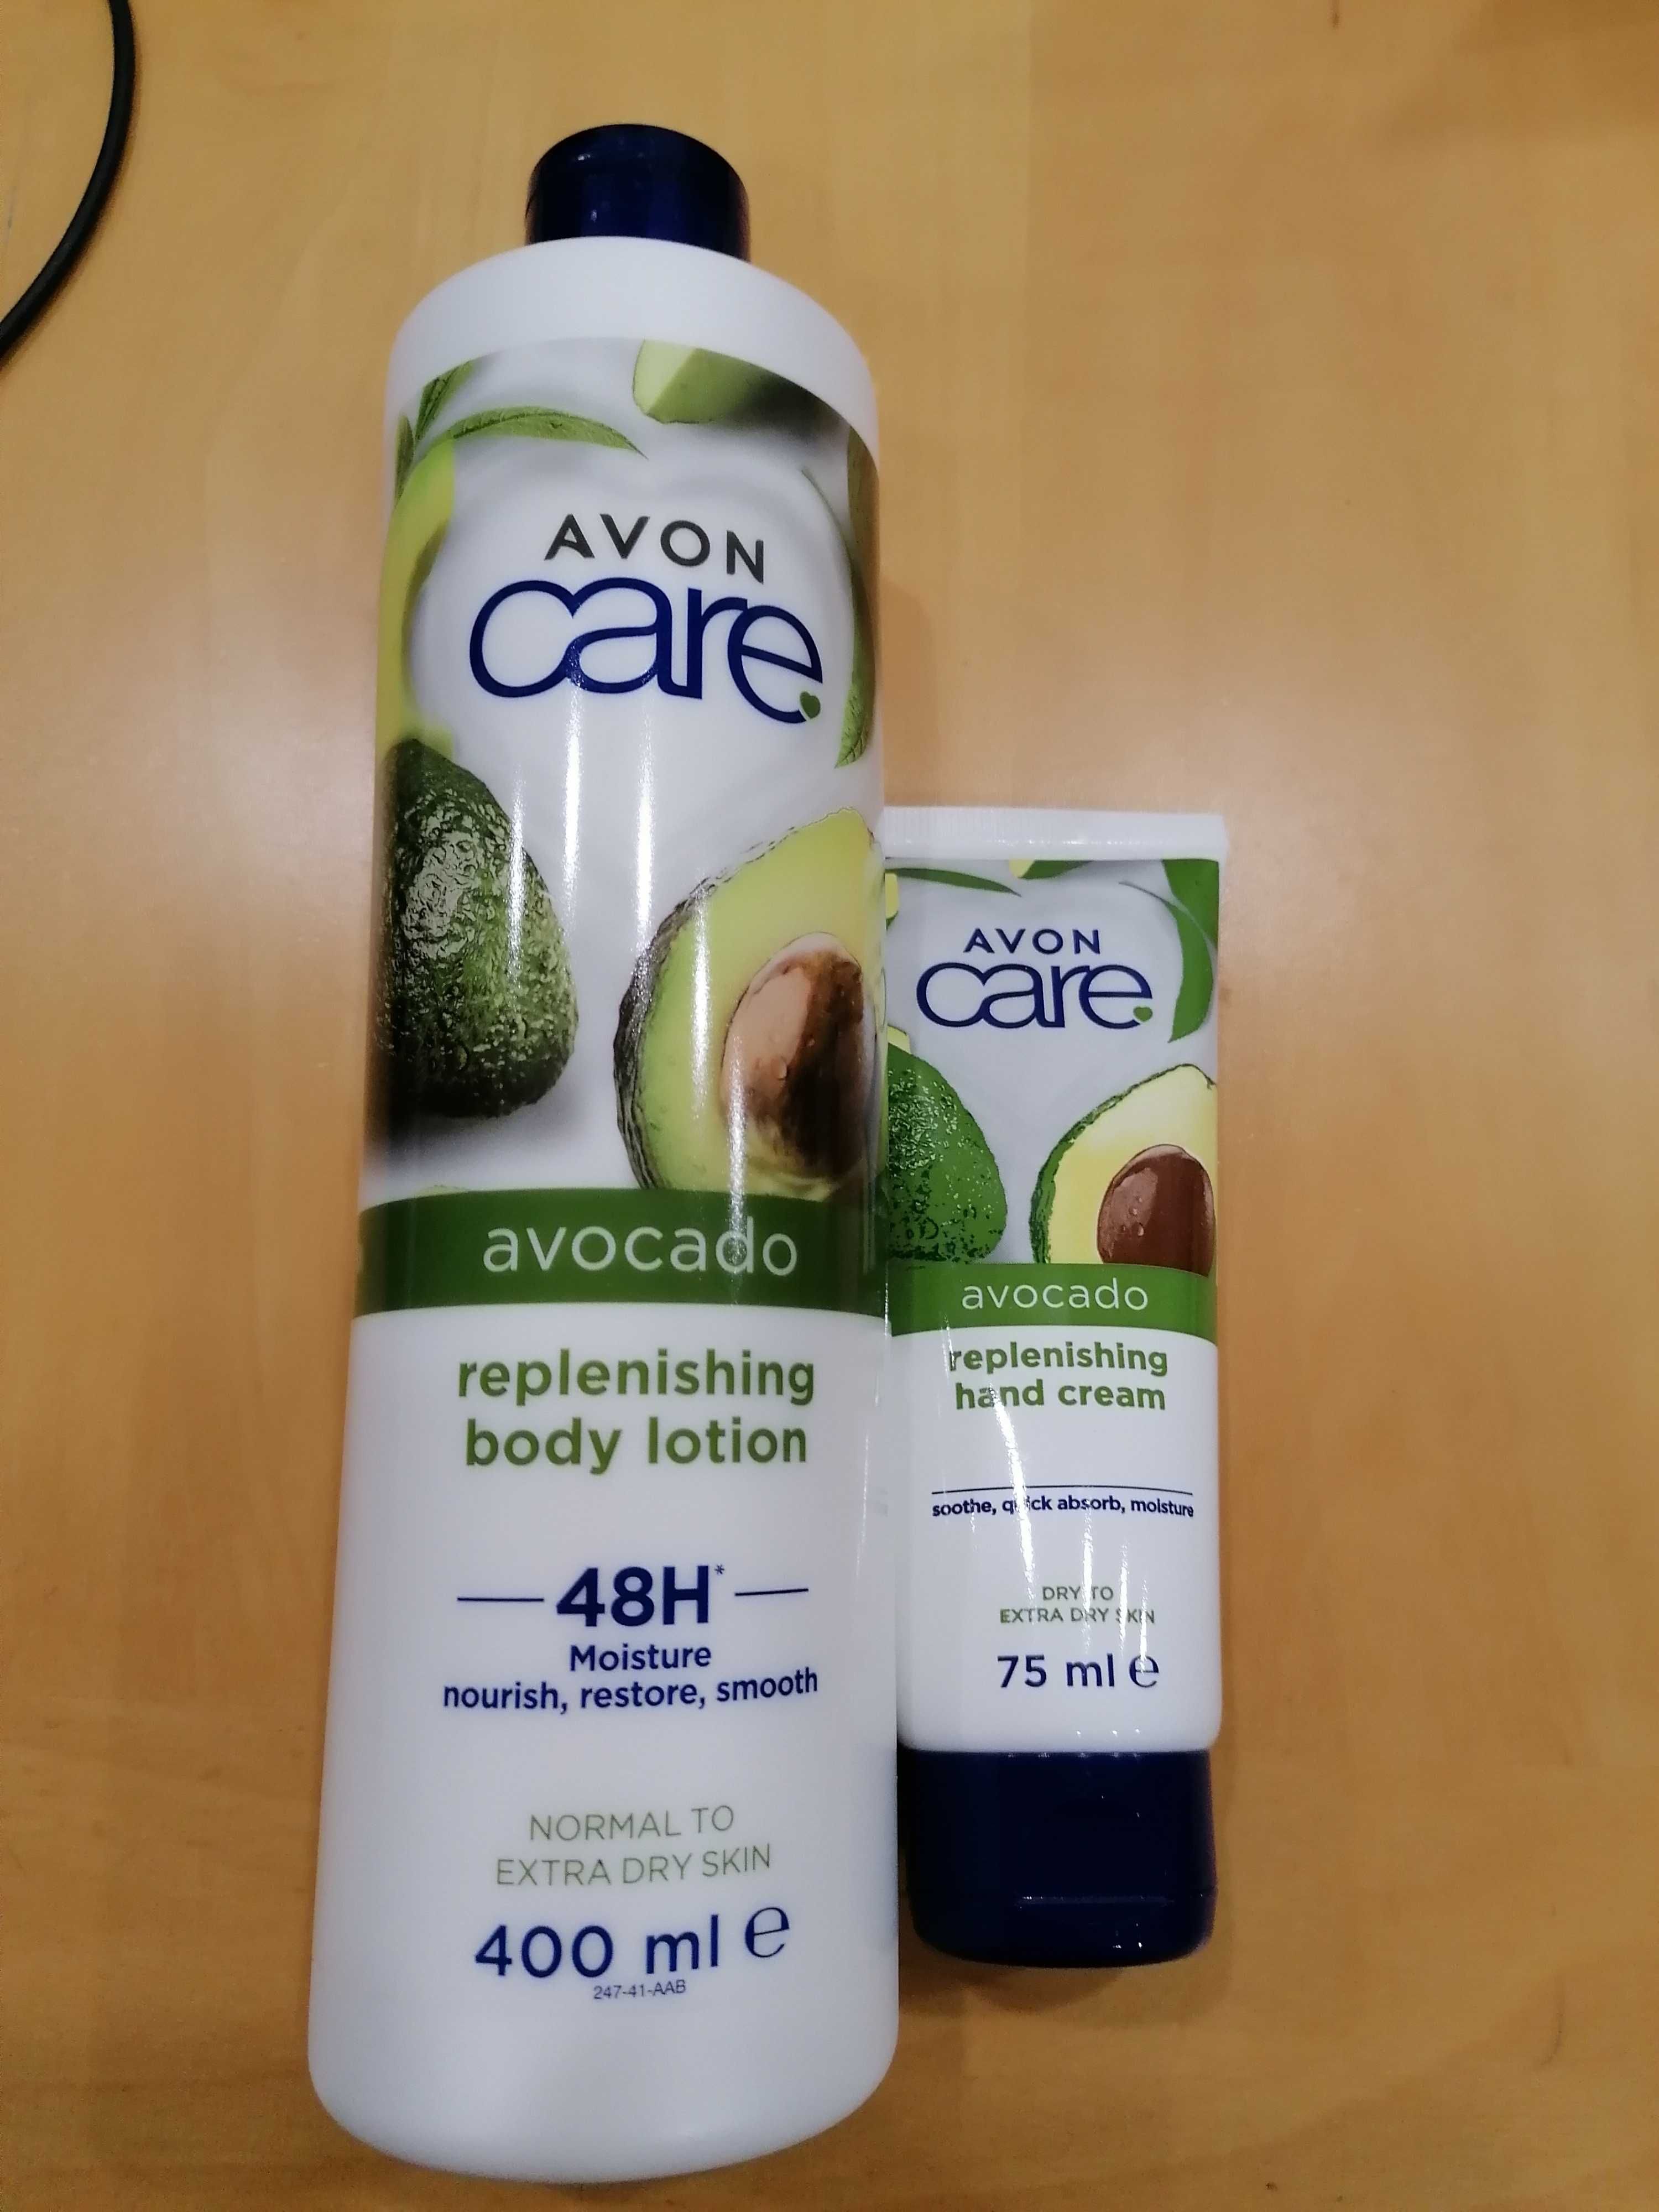 AVON
care
avocado
replenishing
body lotion
48H*
Moisture
nourish, restore, smooth
NORMAL TO
EXTRA DRY SKIN
400 ml e
247-41-AAB
AVON
care
avocado
replenishing
hand cream
soothe, quick absorb, moisture
DRY TO
EXTRA DRY SKIN
75 ml e